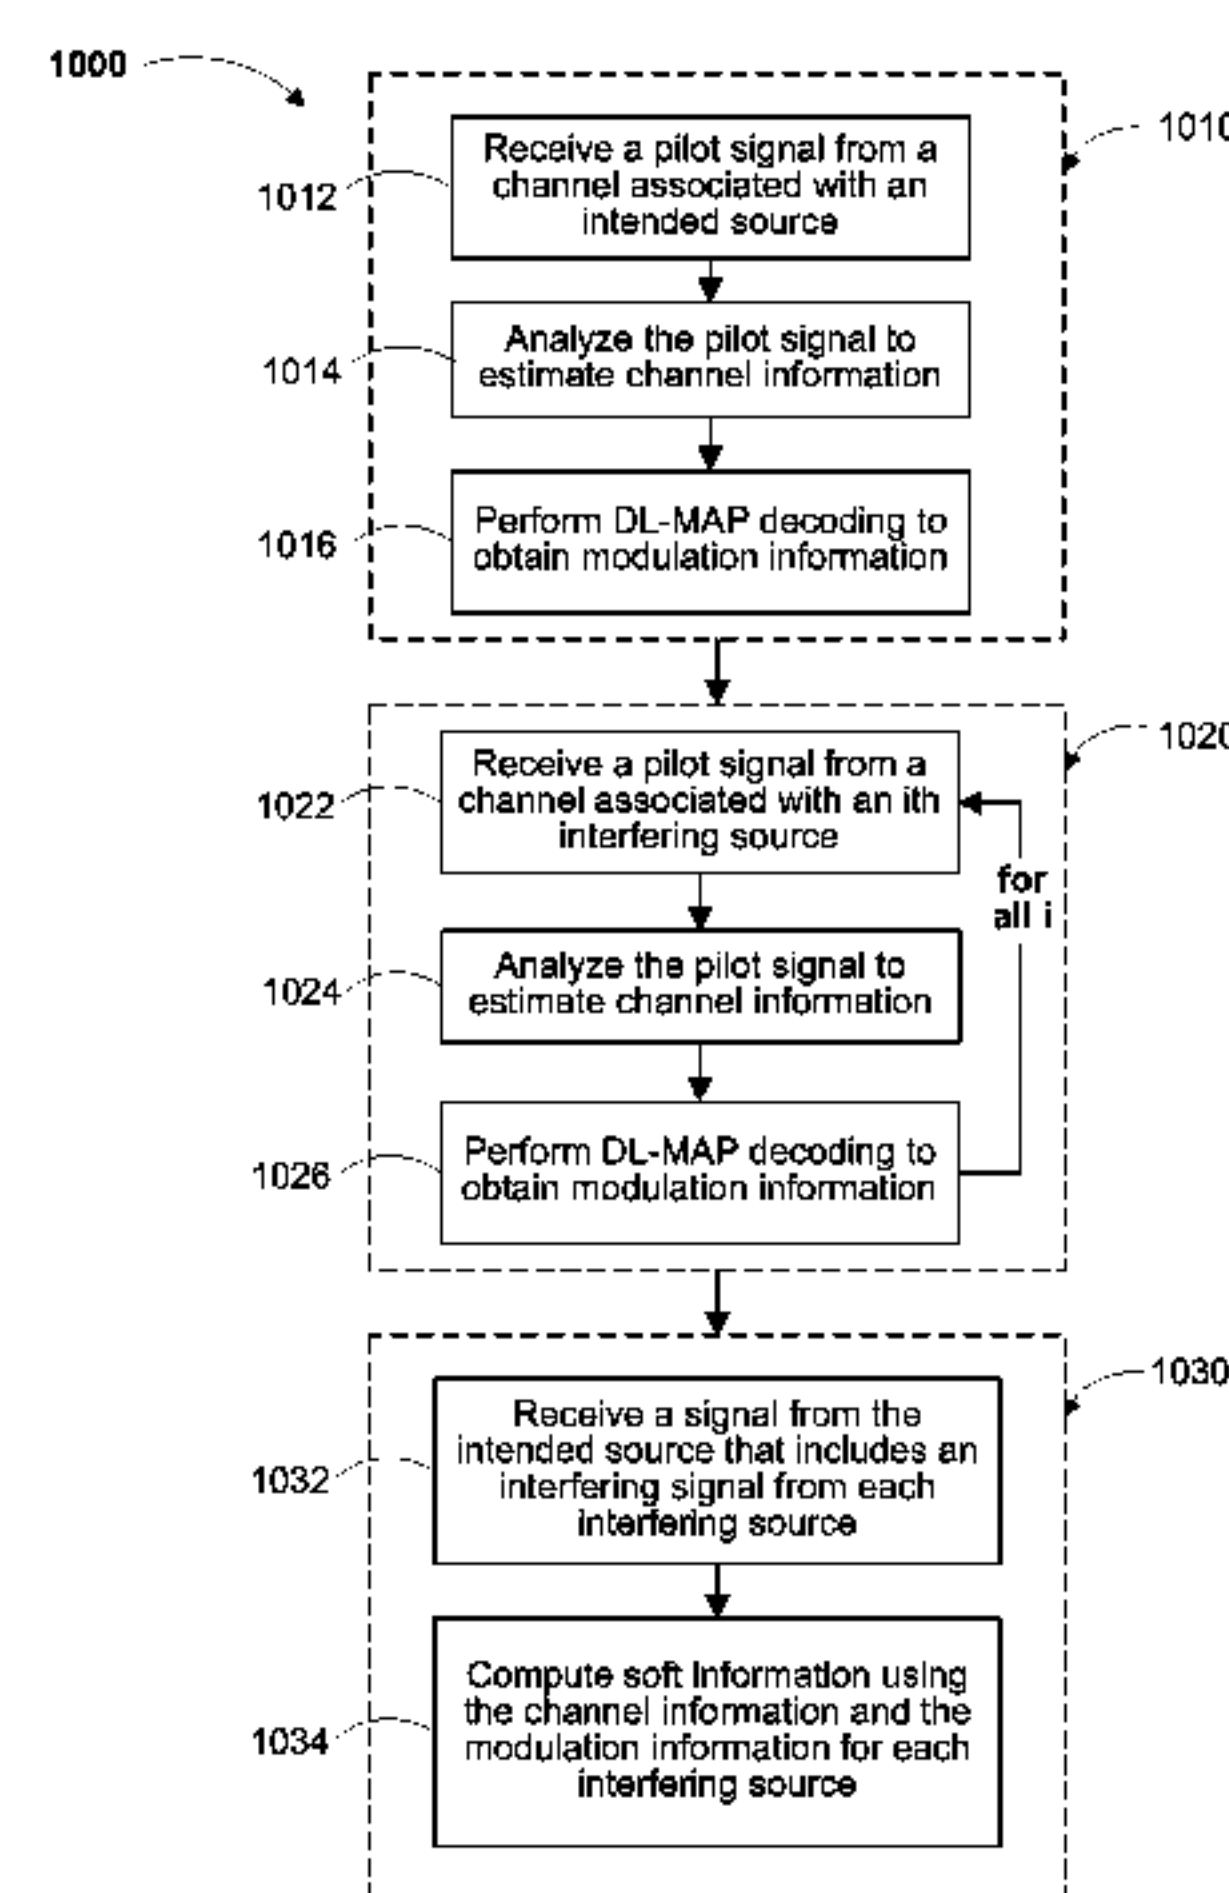 1000
1010
Receive a pilot signal from a
channel associated with an
intended source
1012
Analyze the pilot signal to
estimate channel information
1014
Perform DL-MAP decoding to
obtain modulation information
1016
1020
Receive a pilot signal from a
channel associated with an ith
interfering source
1022
for
all i
Analyze the pilot signal to
estimate channel information
1024
Perform DL-MAP decoding to
obtain modulation information
1026
1030
Receive a signal from the
intended source that includes an
interfering signal from each
interfering source
1032
Compute soft information using
the channel information and the
modulation information for each
interfering source
1034